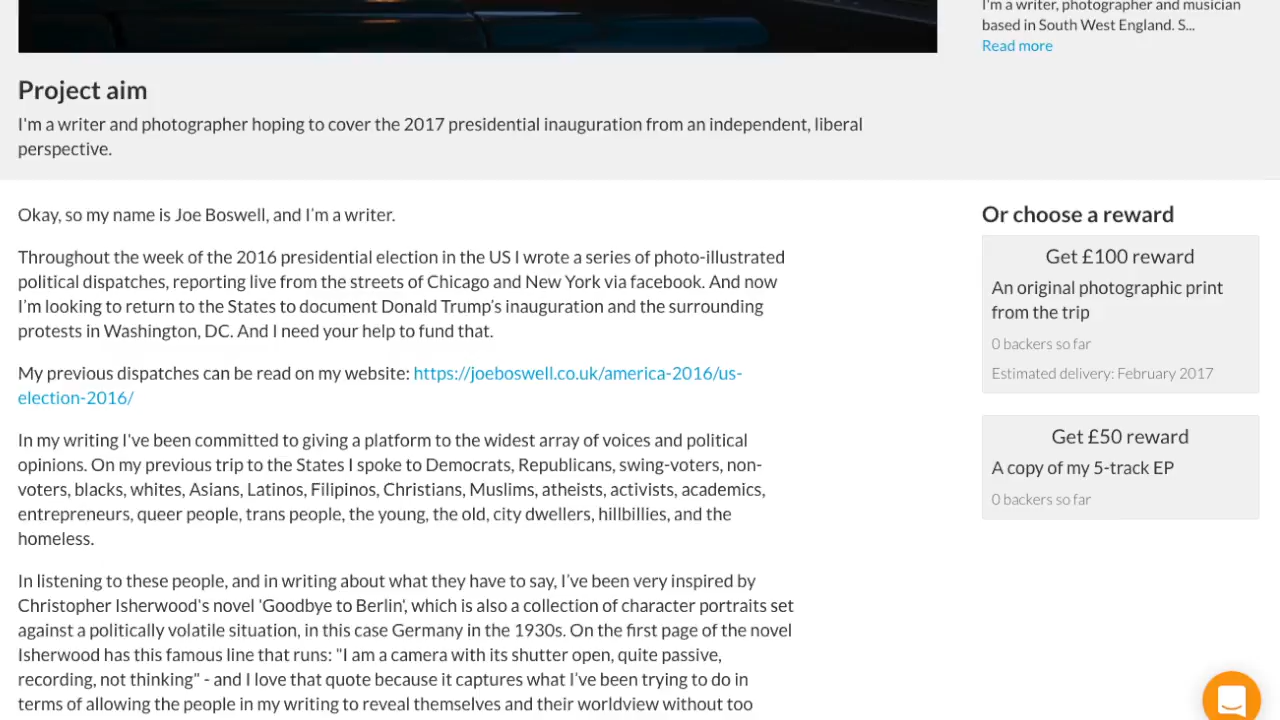 I'm a writer, photographer and musician
based in South West England. S...
Read more
Project aim
I'm a writer and photographer hoping to cover the 2017 presidential inauguration from an independent, liberal
perspective.
Okay, so my name is Joe Boswell, and I'm a writer.
Throughout the week of the 2016 presidential election in the US I wrote a series of photo-illustrated
political dispatches, reporting live from the streets of Chicago and New York via facebook. And now
I'm looking to return to the States to document Donald Trump's inauguration and the surrounding
protests in Washington, DC. And I need your help to fund that.
My previous dispatches can be read on my website: https://joeboswell.co.uk/america-2016/us-
election-2016/
In my writing I've been committed to giving a platform to the widest array of voices and political
opinions. On my previous trip to the States I spoke to Democrats, Republicans, swing-voters, non-
voters, blacks, whites, Asians, Latinos, Filipinos, Christians, Muslims, atheists, activists, academics,
entrepreneurs, queer people, trans people, the young, the old, city dwellers, hillbillies, and the
homeless.
In listening to these people, and in writing about what they have to say, I've been very inspired by
Christopher Isherwood's novel 'Goodbye to Berlin', which is also a collection of character portraits set
against a politically volatile situation, in this case Germany in the 1930s. On the first page of the novel
Isherwood has this famous line that runs: "I am a camera with its shutter open, quite passive,
recording, not thinking" - and I love that quote because it captures what I've been trying to do in
terms of allowing the people in my writing to reveal themselves and their worldview without too
Or choose a reward
Get £100 reward
An original photographic print
from the trip
0 backers so far
Estimated delivery: February 2017
Get £50 reward
A copy of my 5-track EP
0 backers so far